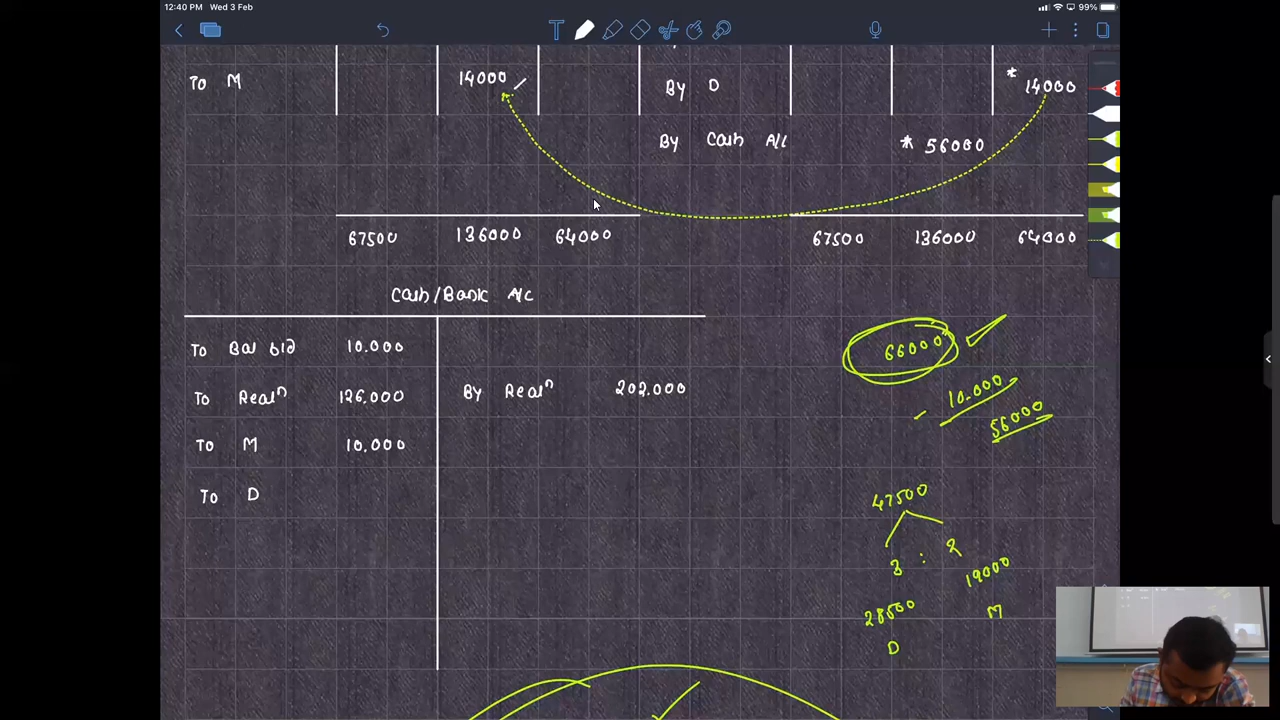 12:40 PM Wed 3 Feb
99%
T
To M 14000 By D * 14000
By Cash A/c * 56000
67500 136000 64000 67500 136000 64000
Cash/Bank A/C
To Bal b/d 10.000
To Realn 126.000 By Realn 202.000
To M 10.000
To D
66000
- 10.000
56000
47500
3 : 2
28500 19000
D M